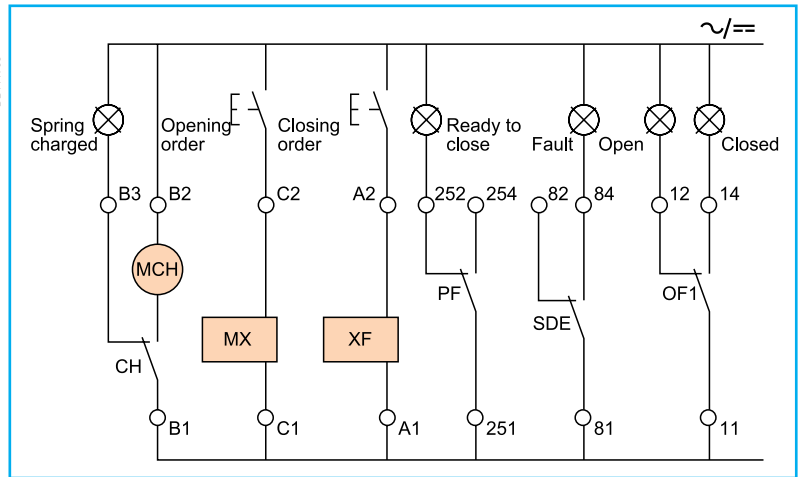 ~/==
Spring charged
Opening order
Closing order
Ready to close
Fault
Open
Closed
B3
B2
C2
A2
252
254
82
84
12
14
MCH
PF
OF1
SDE
MX
XF
CH
B1
C1
A1
251
81
11